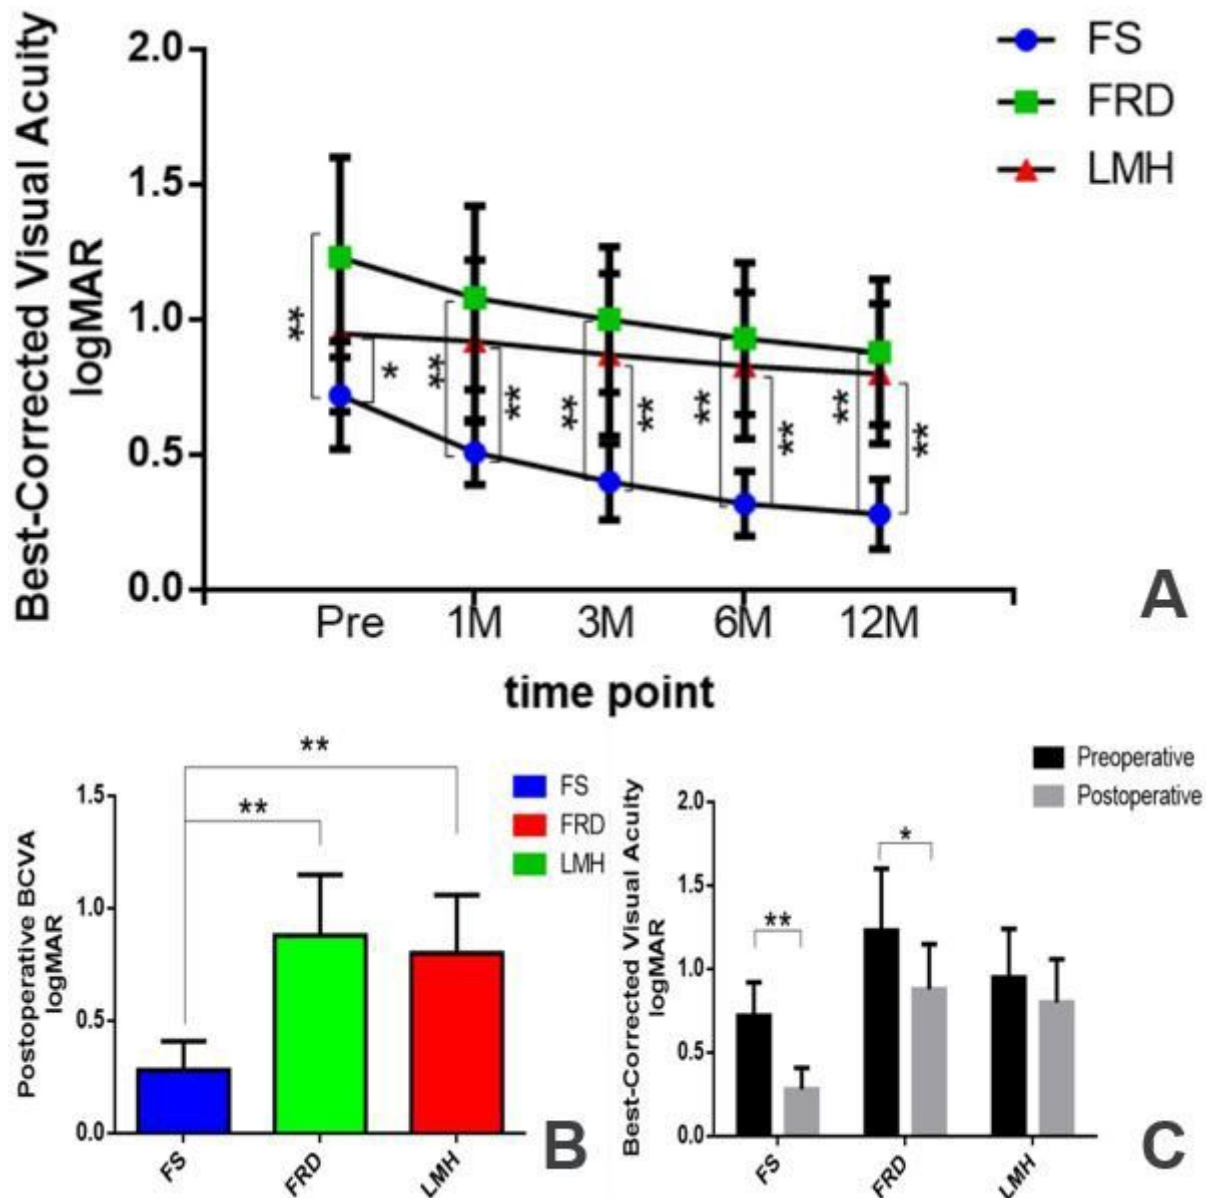 Best-Corrected Visual Acuity
logMAR
2.0
1.5
1.0
0.5
0.0
FS
FRD
LMH
**
*
**
**
**
**
**
**
**
**
Pre 1M 3M 6M 12M
time point
A
Postoperative BCVA
logMAR
1.5
1.0
0.5
0.0
**
**
FS
FRD
LMH
FS FRD LMH
B
Best-Corrected Visual Acuity
logMAR
2.0
1.5
1.0
0.5
0.0
**
*
Preoperative
Postoperative
FS FRD LMH
C